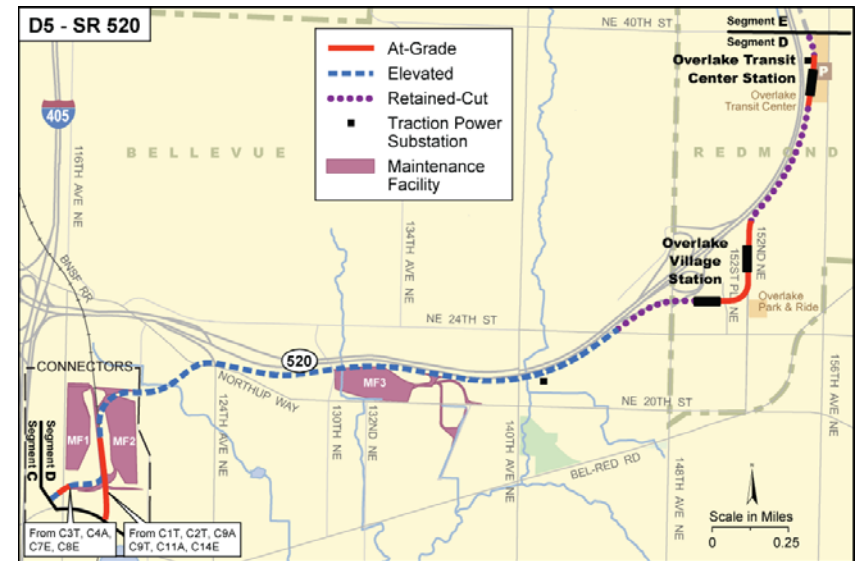 D5 - SR 520
At-Grade
Elevated
Retained-Cut
Traction Power
Substation
Maintenance
Facility
NE 40TH ST
Segment E
Segment D
Overlake Transit
Center Station
P
Overlake
Transit Center
405
116TH AVE NE
BELLEVUE
REDMOND
134TH AVE NE
BNSF RR
Overlake
Village
Station
152ST PL NE
152ND NE
Overlake
Park & Ride
NE 24TH ST
520
CONNECTORS
MF1
MF2
MF3
NORTHUP WAY
124TH AVE NE
130TH NE
132ND NE
NE 20TH ST
140TH AVE NE
BEL-RED RD
148TH AVE NE
156TH AVE NE
Segment D
Segment C
From C3T, C4A,
C7E, C8E
From C1T, C2T, C9A
C9T, C11A, C14E
Scale in Miles
0 0.25